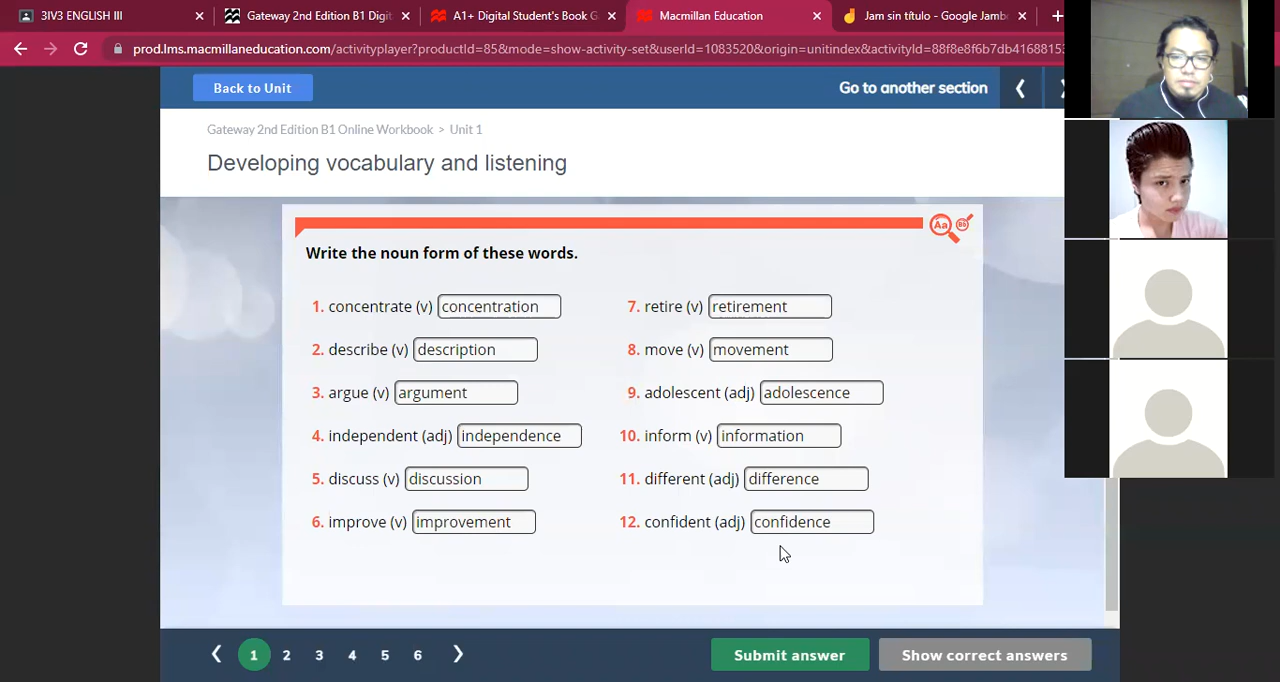 3IV3 ENGLISH III
Gateway 2nd Edition B1 Digit
A1+ Digital Student's Book G
Macmillan Education
Jam sin título - Google Jambo
prod.lms.macmillaneducation.com/activityplayer?productId=85&mode=show-activity-set&userId=1083520&origin=unitindex&activityId=88f8e8f6b7db41688153
Back to Unit
Go to another section
Gateway 2nd Edition B1 Online Workbook > Unit 1
Developing vocabulary and listening
Aa
Write the noun form of these words.
1. concentrate (v) concentration
2. describe (v) description
3. argue (v) argument
4. independent (adj) independence
5. discuss (v) discussion
6. improve (v) improvement
7. retire (v) retirement
8. move (v) movement
9. adolescent (adj) adolescence
10. inform (v) information
11. different (adj) difference
12. confident (adj) confidence
1 2 3 4 5 6
Submit answer
Show correct answers